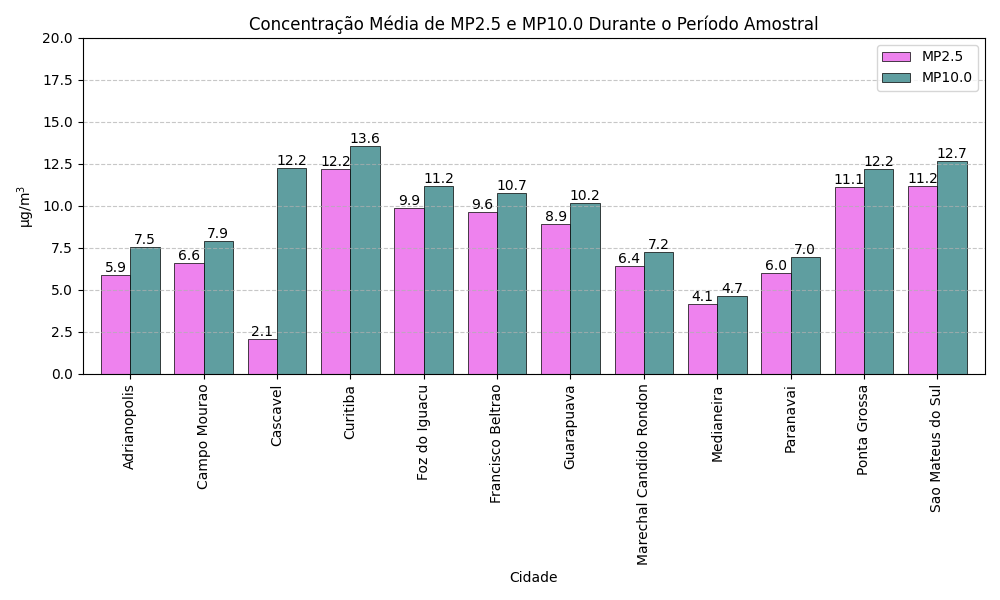 Concentração Média de MP2.5 e MP10.0 Durante o Período Amostral
20.0
17.5
15.0
12.5
10.0
7.5
5.0
2.5
0.0
µg/m³
MP2.5
MP10.0
5.9
7.5
6.6
7.9
2.1
12.2
12.2
13.6
9.9
11.2
9.6
10.7
8.9
10.2
6.4
7.2
4.1
4.7
6.0
7.0
11.1
12.2
11.2
12.7
Adrianopolis
Campo Mourao
Cascavel
Curitiba
Foz do Iguacu
Francisco Beltrao
Guarapuava
Marechal Candido Rondon
Medianeira
Paranavai
Ponta Grossa
Sao Mateus do Sul
Cidade